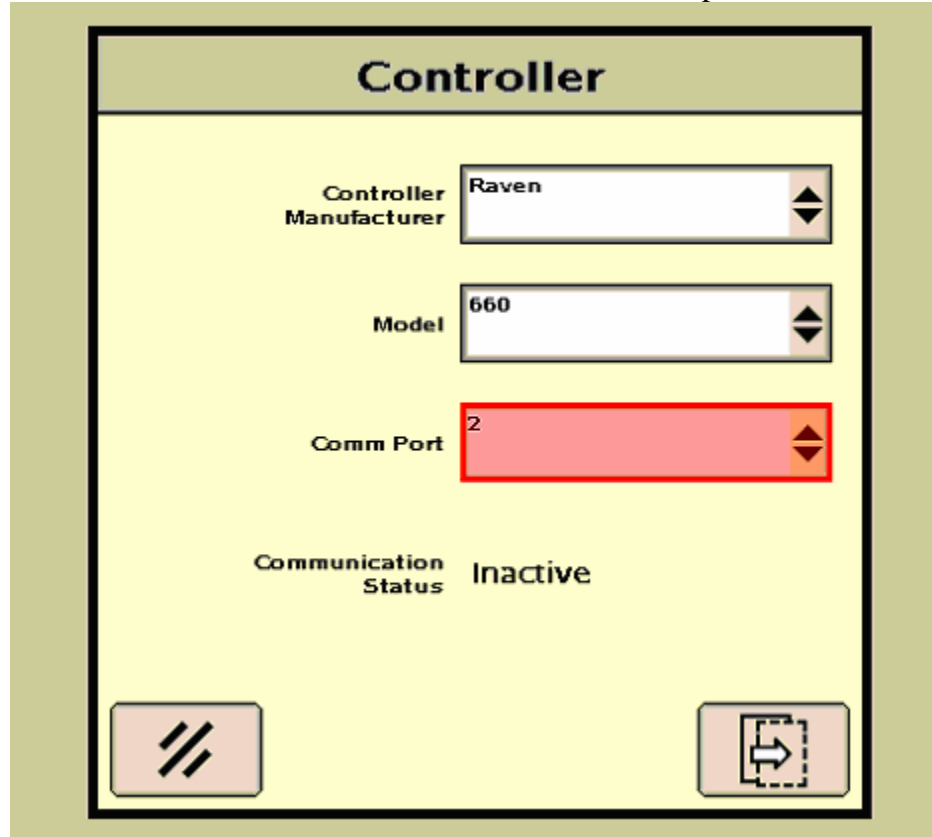 Controller
Controller
Manufacturer
Raven
Model
660
Comm Port
2
Communication
Status
Inactive